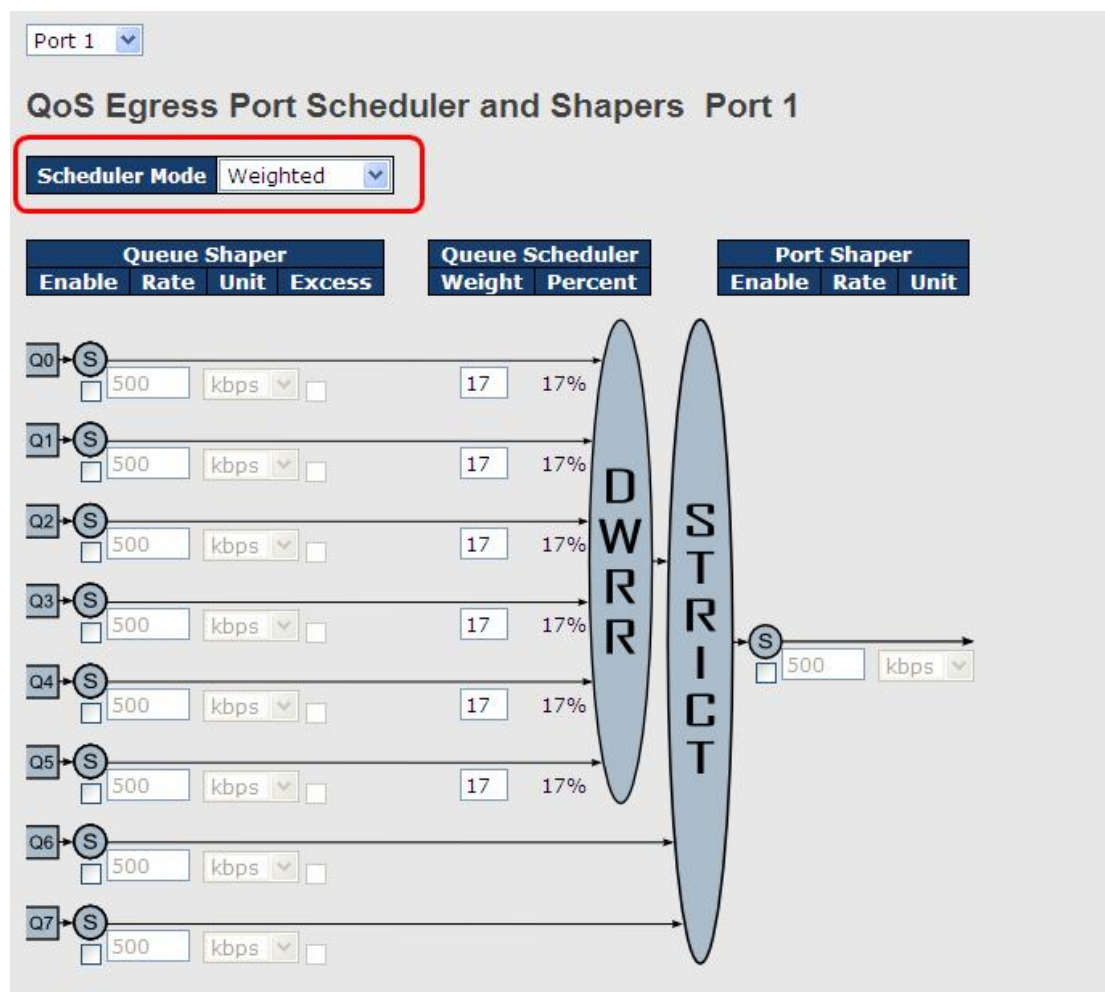 Port 1
QoS Egress Port Scheduler and Shapers Port 1
Scheduler Mode Weighted
Queue Shaper Queue Scheduler Port Shaper
Enable Rate Unit Excess Weight Percent Enable Rate Unit
Q0 S
500 kbps 17 17%
Q1 S
500 kbps 17 17%
Q2 S
500 kbps 17 17%
Q3 S
500 kbps 17 17%
Q4 S
500 kbps 17 17%
Q5 S
500 kbps 17 17%
Q6 S
500 kbps
Q7 S
500 kbps
DWRR
STRICT
S
500 kbps